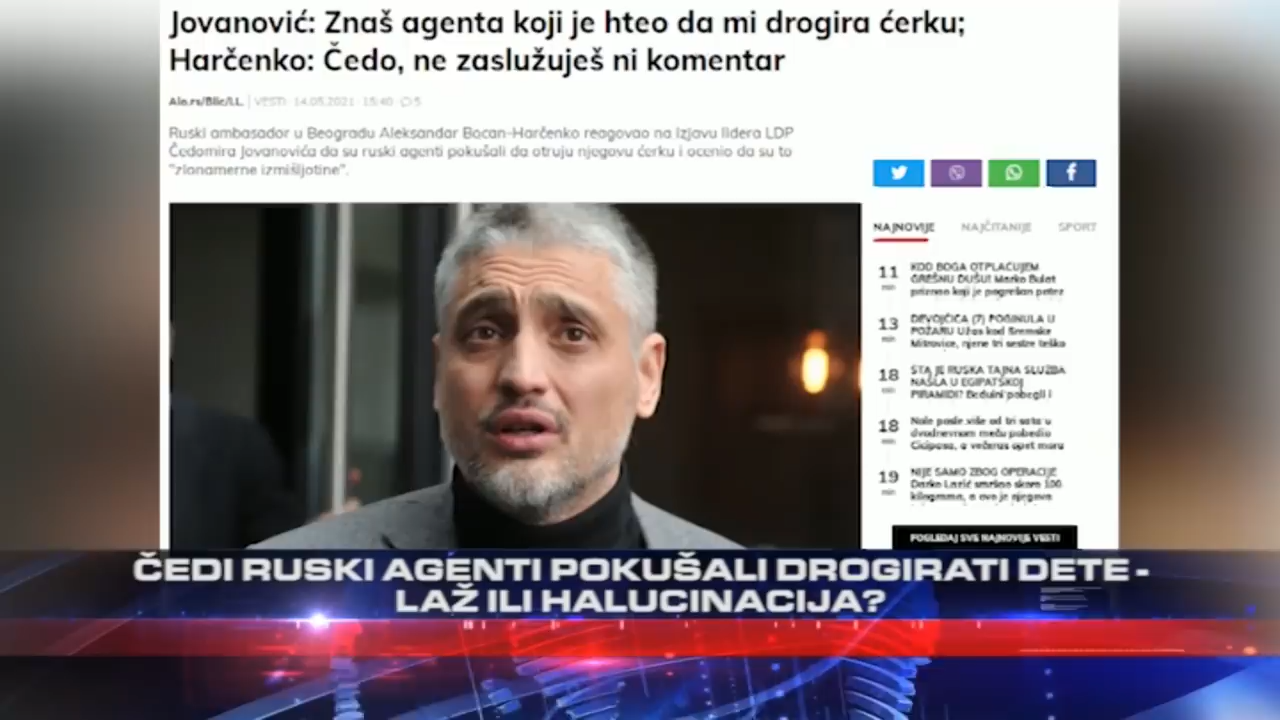 Jovanović: Znaš agenta koji je hteo da mi drogira ćerku;
Harčenko: Čedo, ne zaslužuješ ni komentar
Alo.rs/Blic/I.L. | VESTI 14.05.2021 - 15:40 5
Ruski ambasador u Beogradu Aleksandar Bocan-Harčenko reagovao na izjavu lidera LDP
Čedomira Jovanovića da su ruski agenti pokušali da otruju njegovu ćerku i ocenio da su to
"zlonamerne izmišljotine".
NAJNOVIJE NAJČITANIJE SPORT
11 min
KOD BOGA OTPLAĆUJEM
GREŠNU DUŠU! Marko Bulat
priznao koji je pogrešan potez
13 min
DEVOJČICA (7) POGINULA U
POŽARU Užas kod Sremske
Mitrovice, njene tri sestre teško
18 min
ŠTA JE RUSKA TAJNA SLUŽBA
NAŠLA U EGIPATSKOJ
PIRAMIDI? Beduini pobegli i
18 min
Nole posle više od tri sata u
dvodnevnom meču pobedio
Cicipasa, a večeras opet mora
19 min
NIJE SAMO ZBOG OPERACIJE
Darko Lazić smršao skoro 100
kilograma, a ovo je njegova
POGLEDAJ SVE NAJNOVIJE VESTI
ČEDI RUSKI AGENTI POKUŠALI DROGIRATI DETE -
LAŽ ILI HALUCINACIJA?